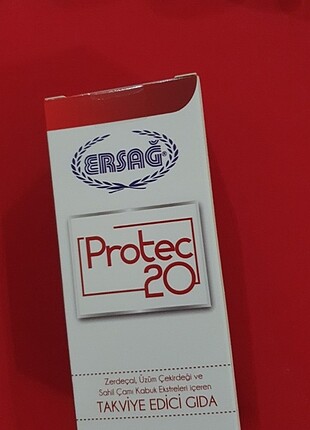 ERSAĞ®
Protec
20
Zerdeçal, Üzüm Çekirdeği ve
Sahil Çamı Kabuk Ekstreleri içeren
TAKVİYE EDİCİ GIDA